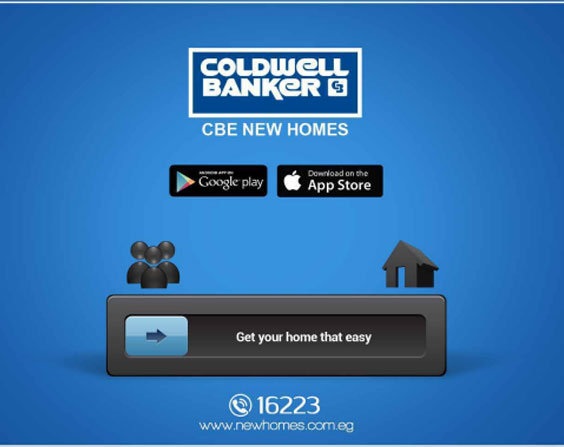 COLDWELL
BANKER CB
CBE NEW HOMES
ANDROID APP ON
Google play
Download on the
App Store
Get your home that easy
16223
www.newhomes.com.eg